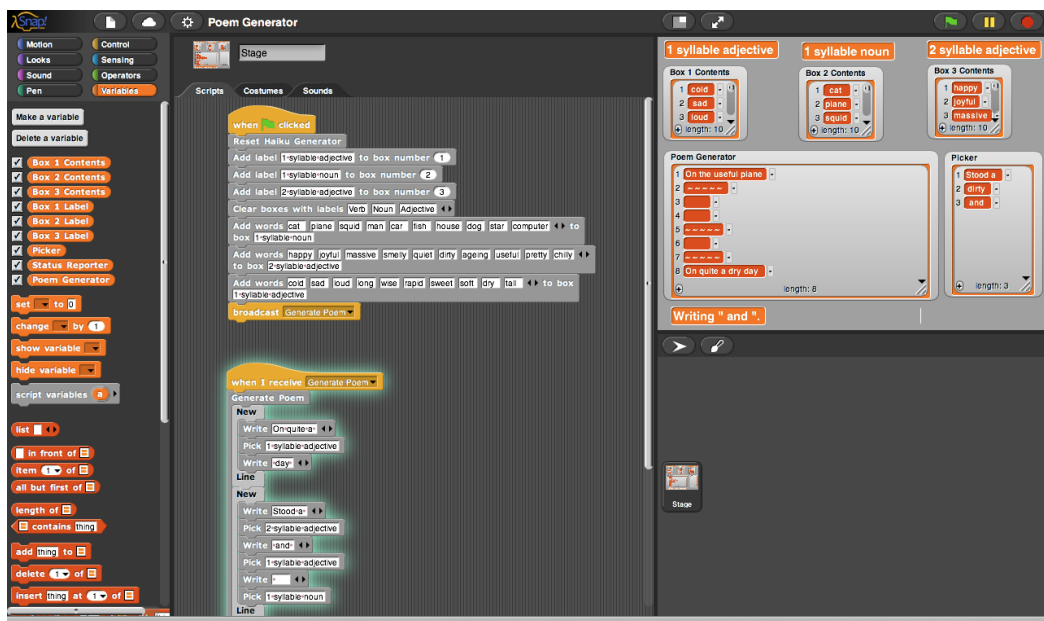 Snap!
Poem Generator
Motion Control
Looks Sensing
Sound Operators
Pen Variables
Make a variable
Delete a variable
Box 1 Contents
Box 2 Contents
Box 3 Contents
Box 1 Label
Box 2 Label
Box 3 Label
Picker
Status Reporter
Poem Generator
set to 0
change by 1
show variable
hide variable
script variables a
list
in front of
item 1 of
all but first of
length of
contains thing
add thing to
delete 1 of
insert thing at 1 of
Stage
Scripts Costumes Sounds
when clicked
Reset Haiku Generator
Add label 1-syllable-adjective to box number 1
Add label 1-syllable-noun to box number 2
Add label 2-syllable-adjective to box number 3
Clear boxes with labels Verb Noun Adjective
Add words cat plane squid man car fish house dog star computer to
box 1-syllable-noun
Add words happy joyful massive smelly quiet dirty ageing useful pretty chilly
to box 2-syllable-adjective
Add words cold sad loud long wise rapid sweet soft dry tall to box
1-syllable-adjective
broadcast Generate Poem
when I receive Generate Poem
Generate Poem
New
Write On-quite-a-
Pick 1-syllable-adjective
Write -day-
Line
New
Write Stood-a-
Pick 2-syllable-adjective
Write -and-
Pick 1-syllable-adjective
Write -
Pick 1-syllable-noun
Line
1 syllable adjective
1 syllable noun
2 syllable adjective
Box 1 Contents
1 cold
2 sad
3 loud
length: 10
Box 2 Contents
1 cat
2 plane
3 squid
length: 10
Box 3 Contents
1 happy
2 joyful
3 massive
length: 10
Poem Generator
1 On the useful plane
2 ~~~~~
3
4
5 ~~~~~
6
7 ~~~~~
8 On quite a dry day
length: 8
Picker
1 Stood a
2 dirty
3 and
length: 3
Writing " and ".
Stage